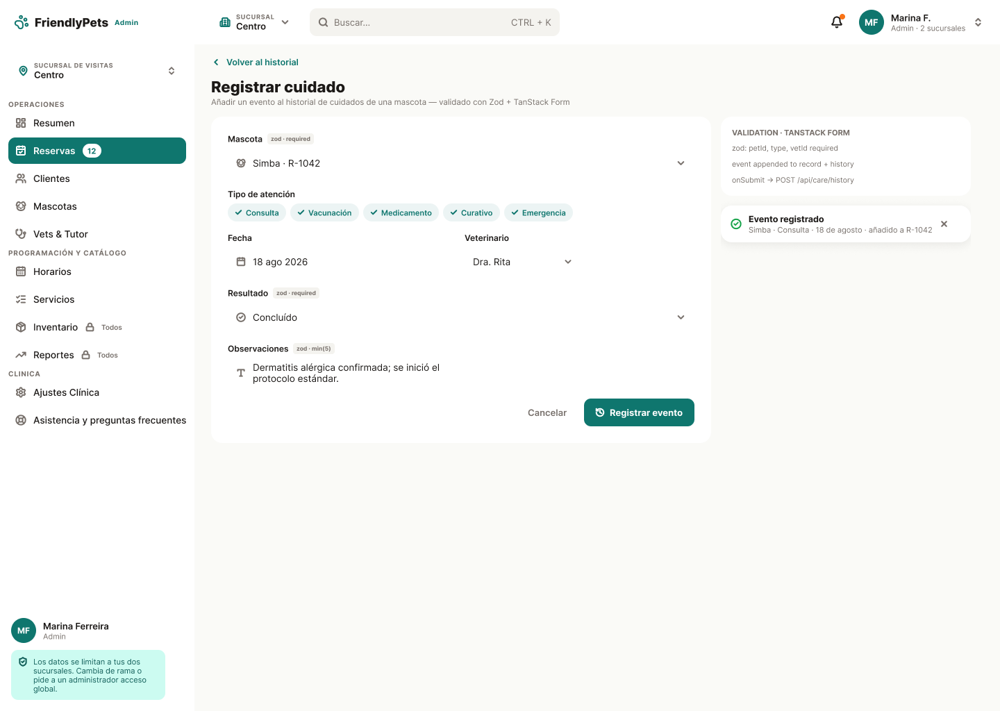 FriendlyPets Admin
SUCURSAL
Centro
Buscar...
CTRL + K
MF
Marina F.
Admin · 2 sucursales
SUCURSAL DE VISITAS
Centro
OPERACIONES
Resumen
Reservas 12
Clientes
Mascotas
Vets & Tutor
PROGRAMACIÓN Y CATÁLOGO
Horarios
Servicios
Inventario Todos
Reportes Todos
CLINICA
Ajustes Clínica
Asistencia y preguntas frecuentes
MF
Marina Ferreira
Admin
Los datos se limitan a tus dos
sucursales. Cambia de rama o
pide a un administrador acceso
global.
Volver al historial
Registrar cuidado
Añadir un evento al historial de cuidados de una mascota — validado con Zod + TanStack Form
Mascota zod · required
Simba · R-1042
Tipo de atención
Consulta Vacunación Medicamento Curativo Emergencia
Fecha Veterinario
18 ago 2026 Dra. Rita
Resultado zod · required
Concluído
Observaciones zod · min(5)
Dermatitis alérgica confirmada; se inició el
protocolo estándar.
Cancelar Registrar evento
VALIDATION · TANSTACK FORM
zod: petId, type, vetId required
event appended to record + history
onSubmit → POST /api/care/history
Evento registrado
Simba · Consulta · 18 de agosto · añadido a R-1042